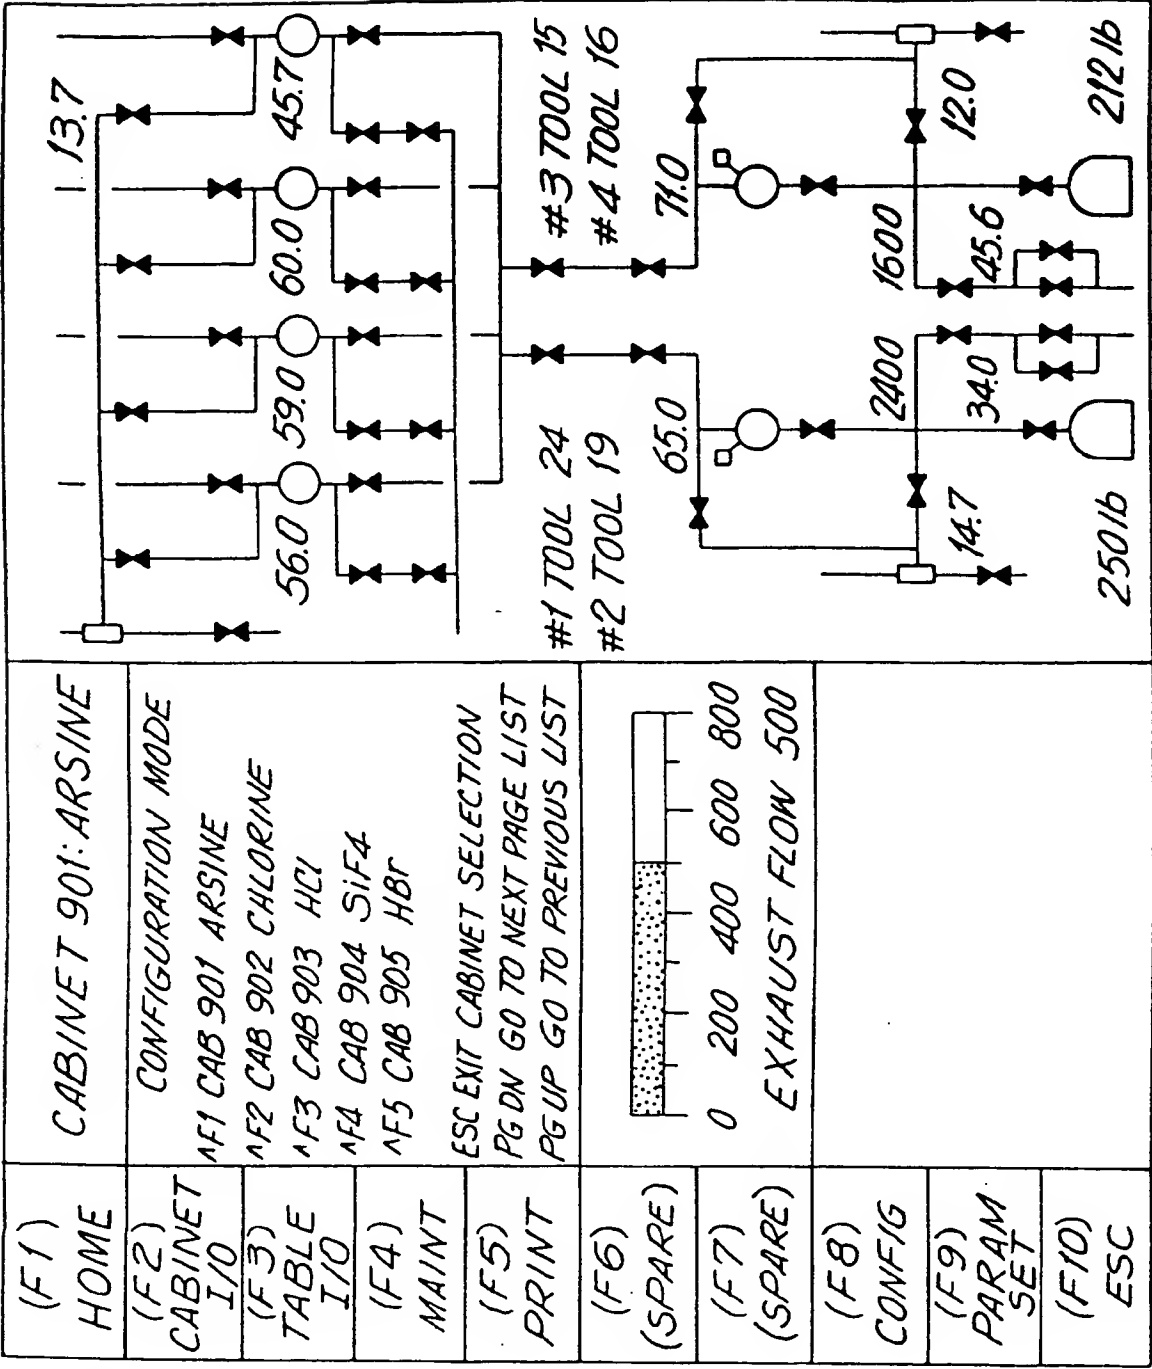 (F1)
HOME
(F2)
CABINET
I/O
(F3)
TABLE
I/O
(F4)
MAINT
(F5)
PRINT
(F6)
(SPARE)
(F7)
(SPARE)
(F8)
CONFIG
(F9)
PARAM
SET
(F10)
ESC
CABINET 901: ARSINE
CONFIGURATION MODE
^F1 CAB 901 ARSINE
^F2 CAB 902 CHLORINE
^F3 CAB 903 HCl
^F4 CAB 904 SiF4
^F5 CAB 905 HBr
ESC EXIT CABINET SELECTION
PG DN GO TO NEXT PAGE LIST
PG UP GO TO PREVIOUS LIST
0 200 400 600 800
EXHAUST FLOW 500
13.7
56.0 59.0 60.0 45.7
#1 TOOL 24
#2 TOOL 19
#3 TOOL 15
#4 TOOL 16
65.0 71.0
2400 1600
14.7 34.0 45.6 12.0
250 lb 212 lb